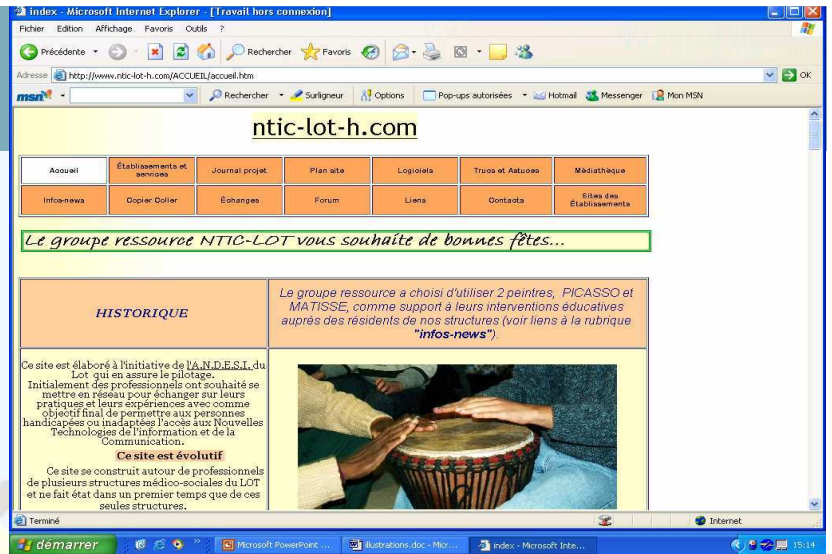 index - Microsoft Internet Explorer - [Travail hors connexion]
Fichier Edition Affichage Favoris Outils ?
Précédente Rechercher Favoris
Adresse http://www.ntic-lot-h.com/ACCUEIL/accueil.htm OK
msn Rechercher Surligneur Options Pop-ups autorisées Hotmail Messenger Mon MSN
ntic-lot-h.com
Accueil Établissements et services Journal projet Plan site Logiciels Trucs et Astuces Médiathèque
Infos-news Copier Coller Échanges Forum Liens Contacts Sites des Établissements
Le groupe ressource NTIC-LOT vous souhaite de bonnes fêtes...
HISTORIQUE
Le groupe ressource a choisi d'utiliser 2 peintres, PICASSO et
MATISSE, comme support à leurs interventions éducatives
auprès des résidents de nos structures (voir liens à la rubrique
"infos-news").
Ce site est élaboré à l'initiative de l'A.N.D.E.S.I. du
Lot qui en assure le pilotage.
Initialement des professionnels ont souhaité se
mettre en réseau pour échanger sur leurs
pratiques et leurs expériences avec comme
objectif final de permettre aux personnes
handicapées ou inadaptées l'accès aux Nouvelles
Technologies de l'information et de la
Communication.
Ce site est évolutif
Ce site se construit autour de professionnels
de plusieurs structures médico-sociales du LOT
et ne fait état dans un premier temps que de ces
seules structures.
Terminé Internet
démarrer Microsoft PowerPoint ... illustrations.doc - Micr... index - Microsoft Inte... 15:14